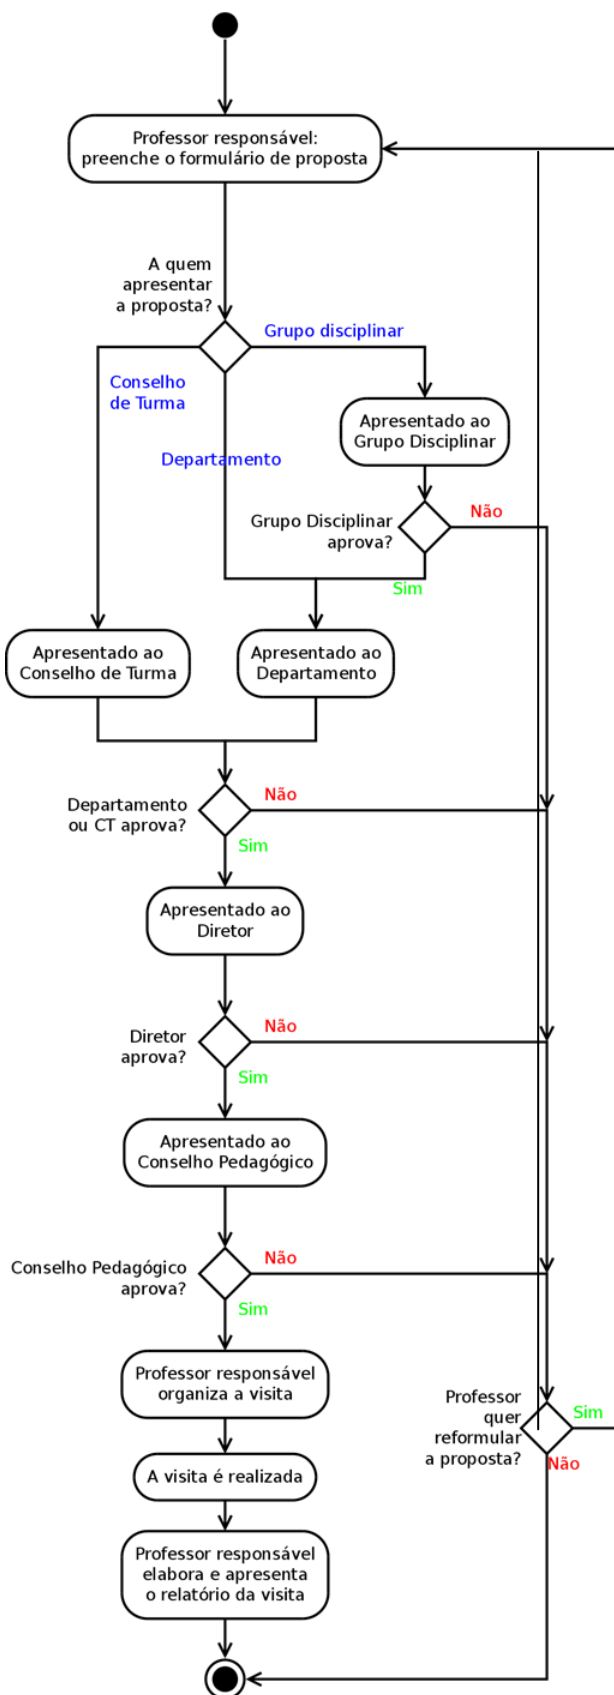 Professor responsável:
preenche o formulário de proposta
A quem
apresentar
a proposta?
Grupo disciplinar
Conselho
de Turma
Apresentado ao
Grupo Disciplinar
Departamento
Não
Grupo Disciplinar
aprova?
Sim
Apresentado ao
Conselho de Turma
Apresentado ao
Departamento
Não
Departamento
ou CT aprova?
Sim
Apresentado ao
Diretor
Não
Diretor
aprova?
Sim
Apresentado ao
Conselho Pedagógico
Não
Conselho Pedagógico
aprova?
Sim
Professor responsável
organiza a visita
Professor
quer
reformular
a proposta?
Sim
Não
A visita é realizada
Professor responsável
elabora e apresenta
o relatório da visita